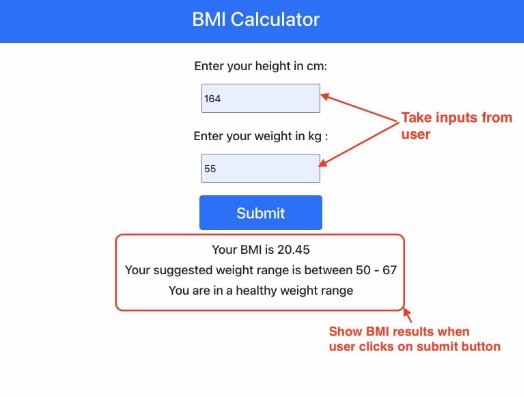 BMI Calculator
Enter your height in cm:
164
Take inputs from
user
Enter your weight in kg :
55
Submit
Your BMI is 20.45
Your suggested weight range is between 50 - 67
You are in a healthy weight range
Show BMI results when
user clicks on submit button